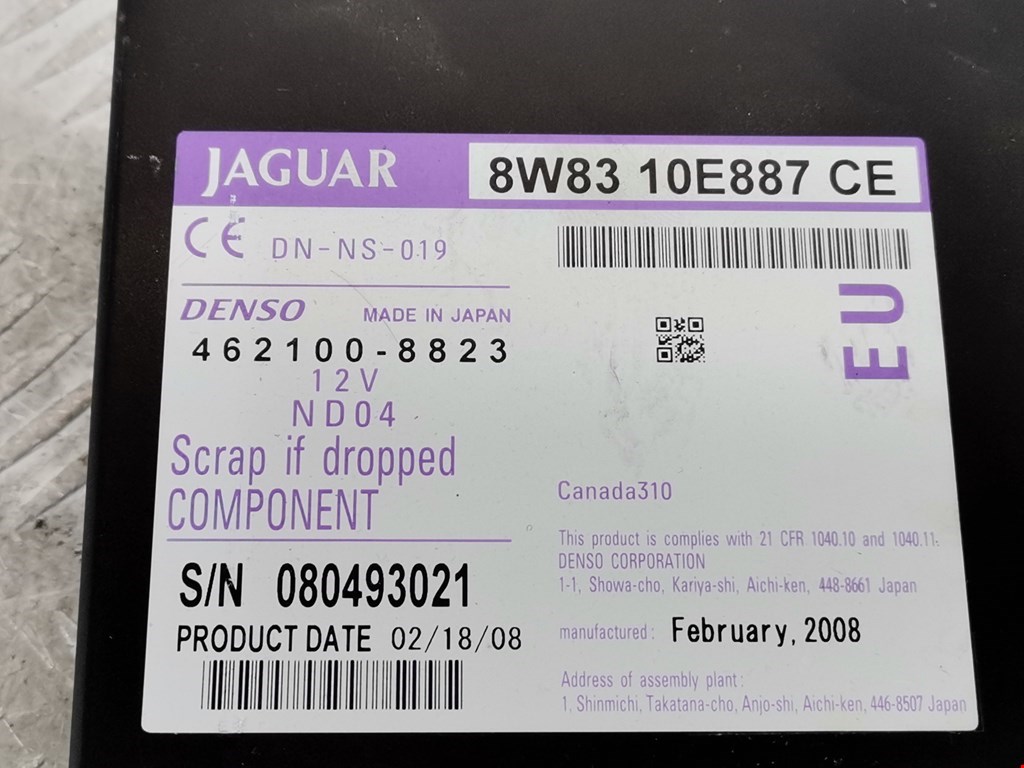 JAGUAR
8W83 10E887 CE
CE DN-NS-019
DENSO MADE IN JAPAN
462100-8823
12V
ND04
Scrap if dropped
COMPONENT
S/N 080493021
PRODUCT DATE 02/18/08
EU
Canada310
This product is complies with 21 CFR 1040.10 and 1040.11.
DENSO CORPORATION
1-1, Showa-cho, Kariya-shi, Aichi-ken, 448-8661 Japan
manufactured: February, 2008
Address of assembly plant:
1, Shinmichi, Takatana-cho, Anjo-shi, Aichi-ken, 446-8507 Japan